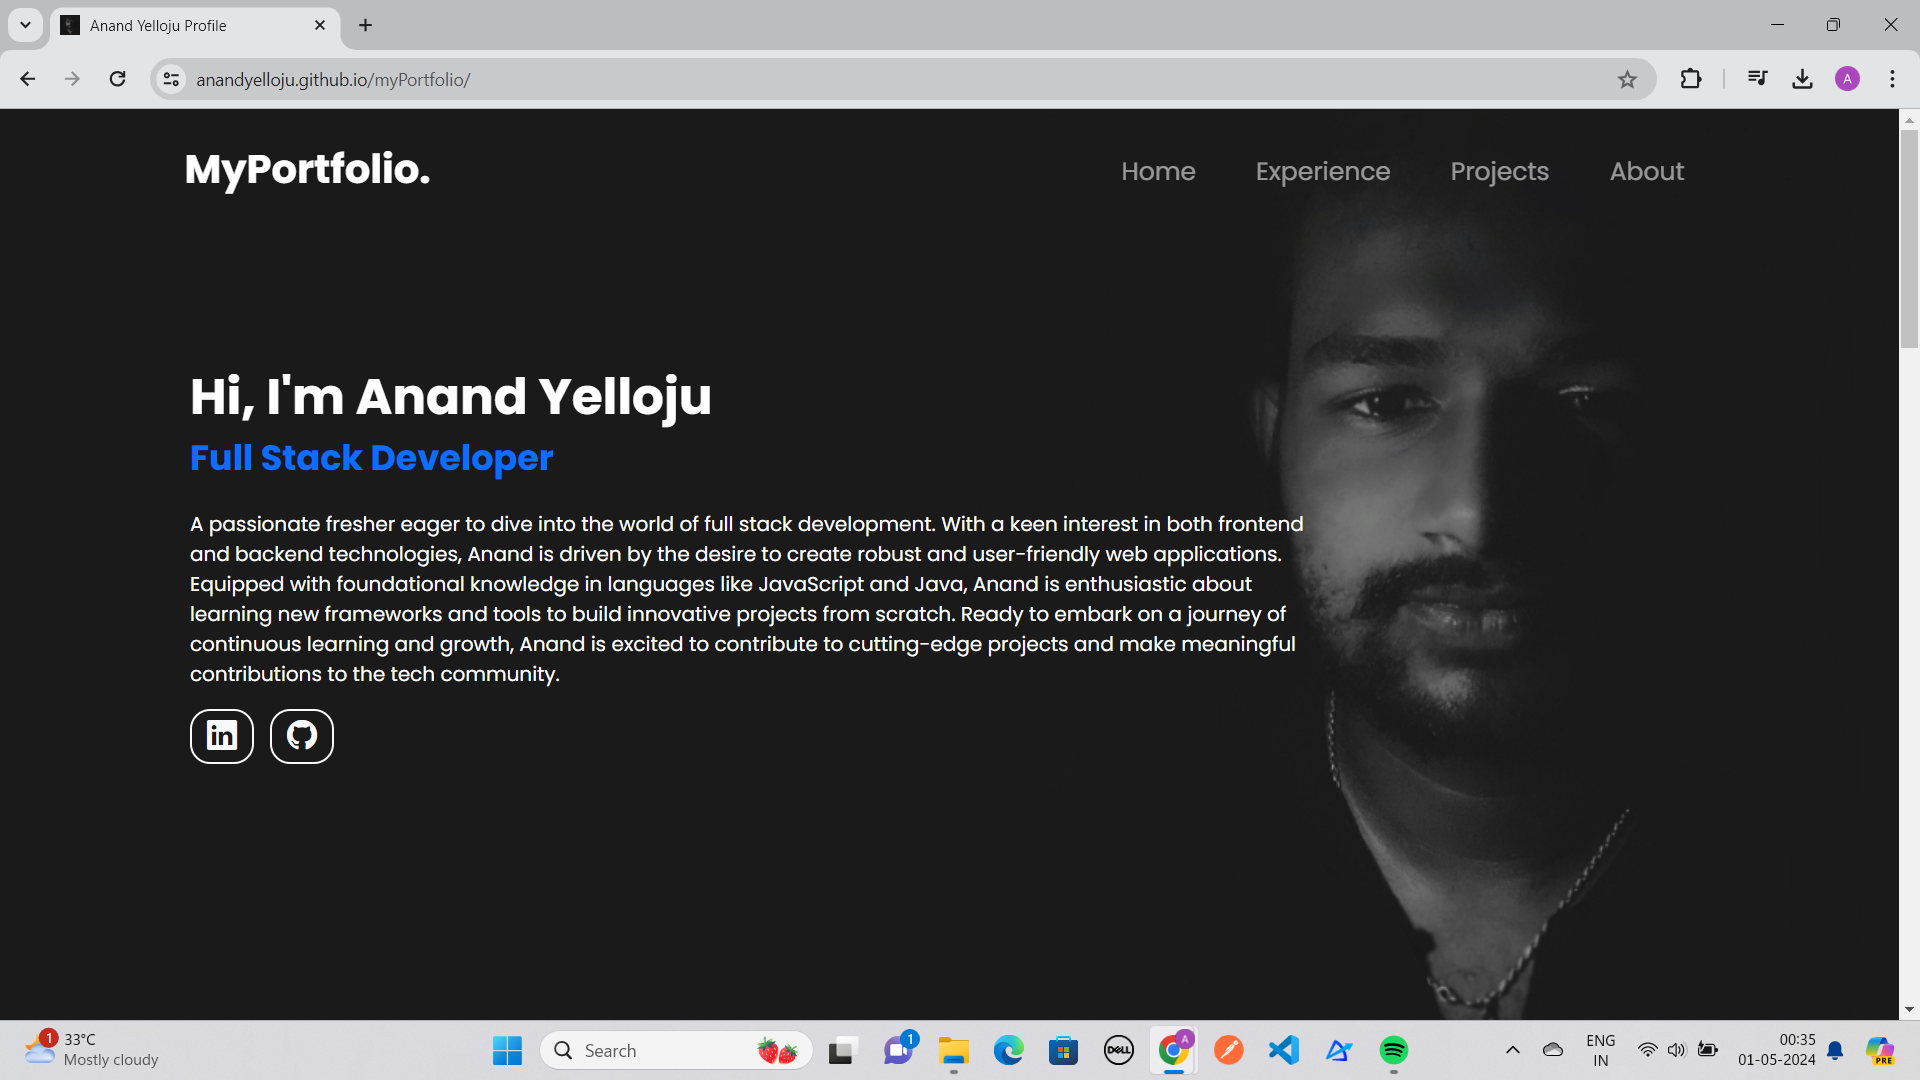 Anand Yelloju Profile
anandyelloju.github.io/myPortfolio/
A
MyPortfolio.
Home Experience Projects About
Hi, I'm Anand Yelloju
Full Stack Developer
A passionate fresher eager to dive into the world of full stack development. With a keen interest in both frontend
and backend technologies, Anand is driven by the desire to create robust and user-friendly web applications.
Equipped with foundational knowledge in languages like JavaScript and Java, Anand is enthusiastic about
learning new frameworks and tools to build innovative projects from scratch. Ready to embark on a journey of
continuous learning and growth, Anand is excited to contribute to cutting-edge projects and make meaningful
contributions to the tech community.
in
1
33°C
Mostly cloudy
Search
1
DELL
A
ENG
IN
00:35
01-05-2024
PRE